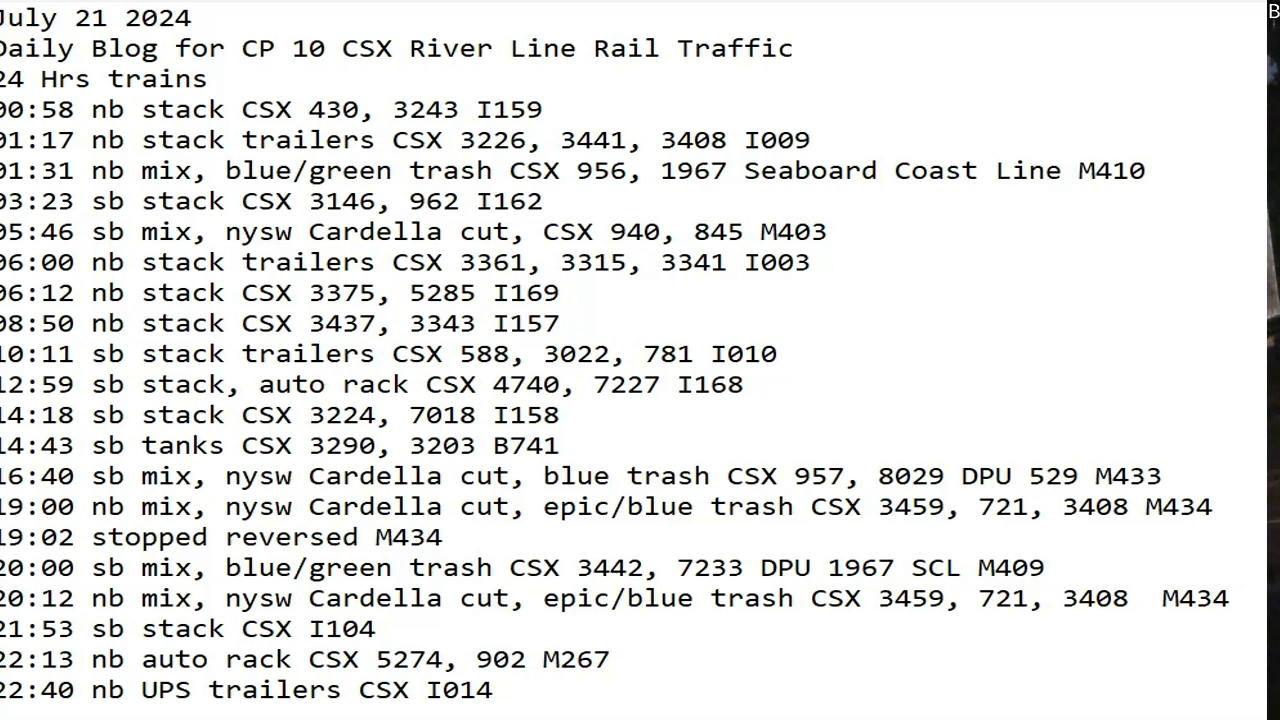 July 21 2024
Daily Blog for CP 10 CSX River Line Rail Traffic
24 Hrs trains
00:58 nb stack CSX 430, 3243 I159
01:17 nb stack trailers CSX 3226, 3441, 3408 I009
01:31 nb mix, blue/green trash CSX 956, 1967 Seaboard Coast Line M410
03:23 sb stack CSX 3146, 962 I162
05:46 sb mix, nysw Cardella cut, CSX 940, 845 M403
06:00 nb stack trailers CSX 3361, 3315, 3341 I003
06:12 nb stack CSX 3375, 5285 I169
08:50 nb stack CSX 3437, 3343 I157
10:11 sb stack trailers CSX 588, 3022, 781 I010
12:59 sb stack, auto rack CSX 4740, 7227 I168
14:18 sb stack CSX 3224, 7018 I158
14:43 sb tanks CSX 3290, 3203 B741
16:40 sb mix, nysw Cardella cut, blue trash CSX 957, 8029 DPU 529 M433
19:00 nb mix, nysw Cardella cut, epic/blue trash CSX 3459, 721, 3408 M434
19:02 stopped reversed M434
20:00 sb mix, blue/green trash CSX 3442, 7233 DPU 1967 SCL M409
20:12 nb mix, nysw Cardella cut, epic/blue trash CSX 3459, 721, 3408  M434
21:53 sb stack CSX I104
22:13 nb auto rack CSX 5274, 902 M267
22:40 nb UPS trailers CSX I014